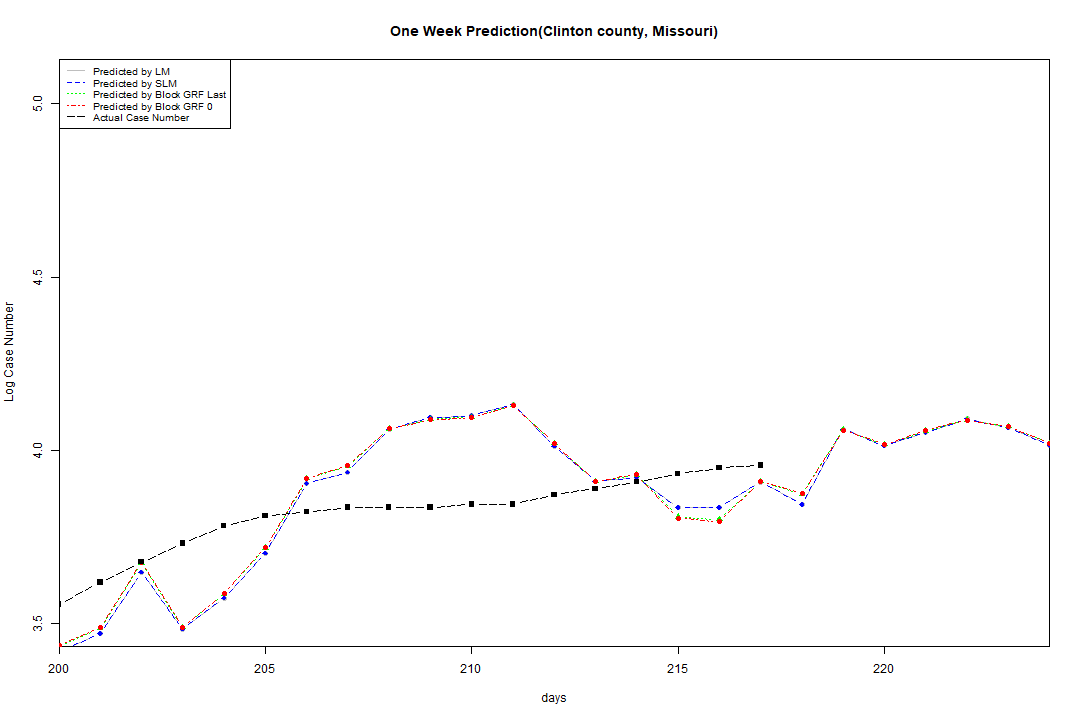 One Week Prediction(Clinton county, Missouri)
Predicted by LM
Predicted by SLM
Predicted by Block GRF Last
Predicted by Block GRF 0
Actual Case Number
5.0
4.5
4.0
3.5
Log Case Number
200 205 210 215 220
days